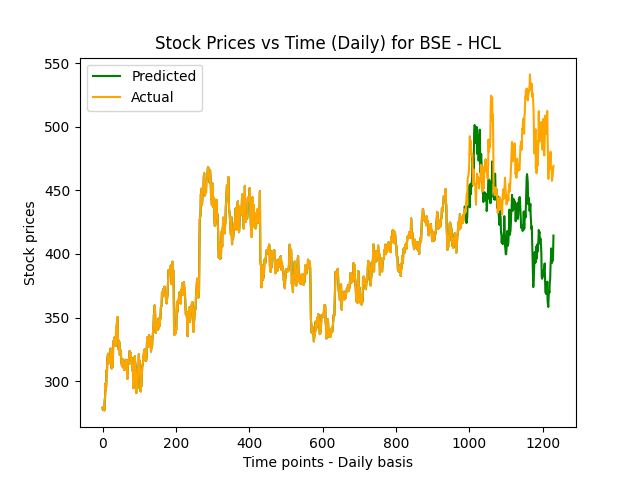 Stock Prices vs Time (Daily) for BSE - HCL
Predicted
Actual
Stock prices
550
500
450
400
350
300
0
200
400
600
800
1000
1200
Time points - Daily basis